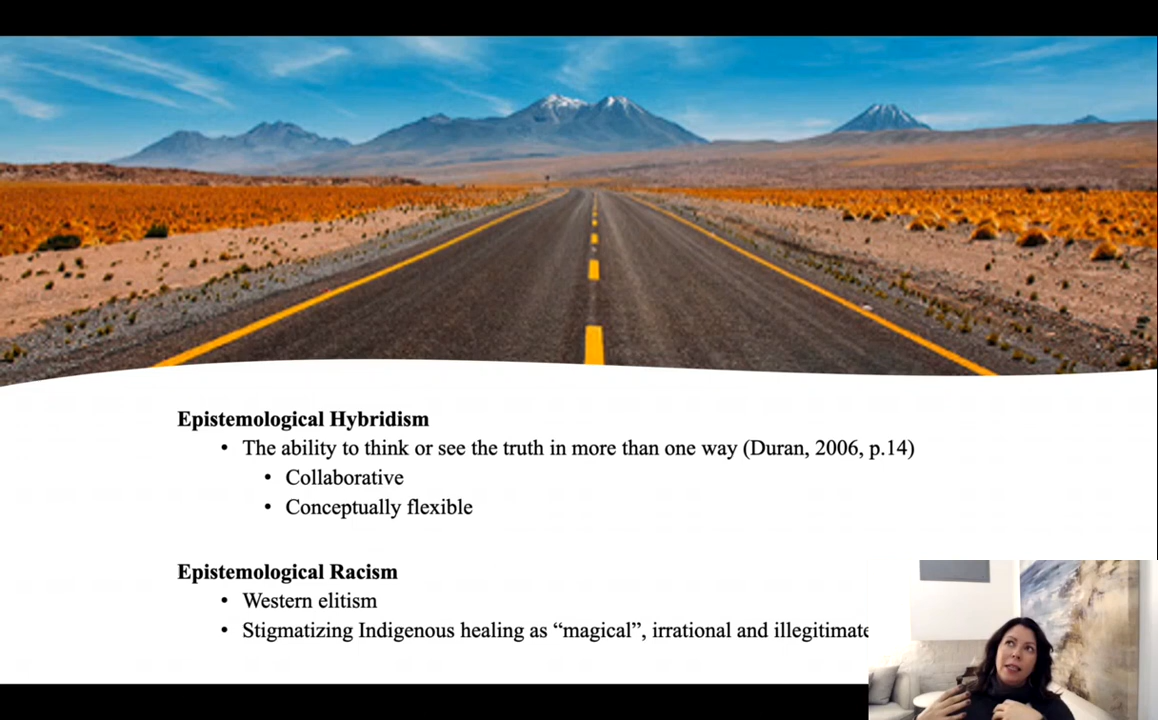 Epistemological Hybridism
• The ability to think or see the truth in more than one way (Duran, 2006, p.14)
• Collaborative
• Conceptually flexible
Epistemological Racism
• Western elitism
• Stigmatizing Indigenous healing as “magical”, irrational and illegitimate